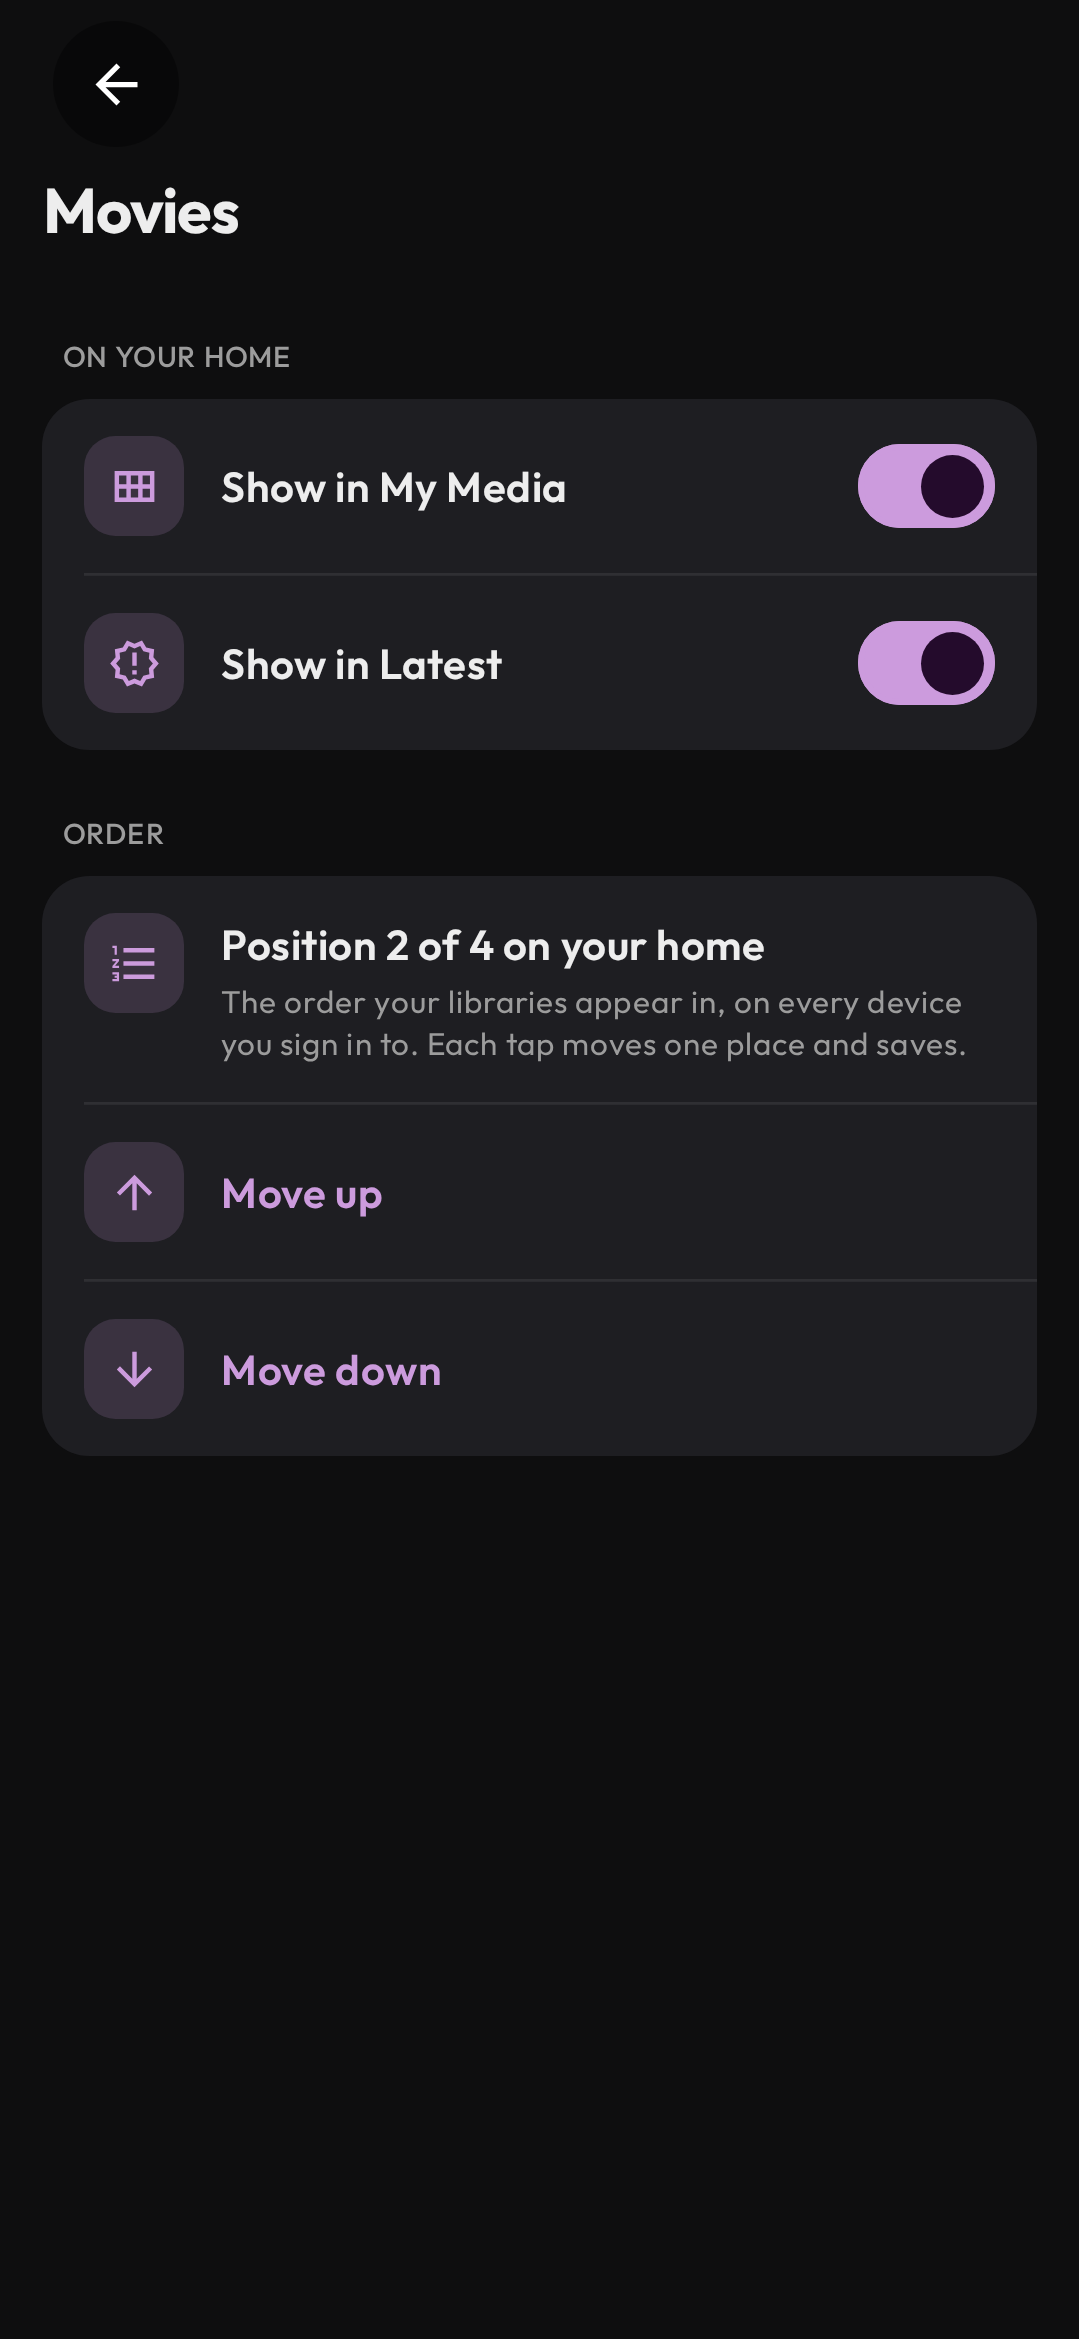 Movies
ON YOUR HOME
Show in My Media
Show in Latest
ORDER
Position 2 of 4 on your home
The order your libraries appear in, on every device
you sign in to. Each tap moves one place and saves.
Move up
Move down